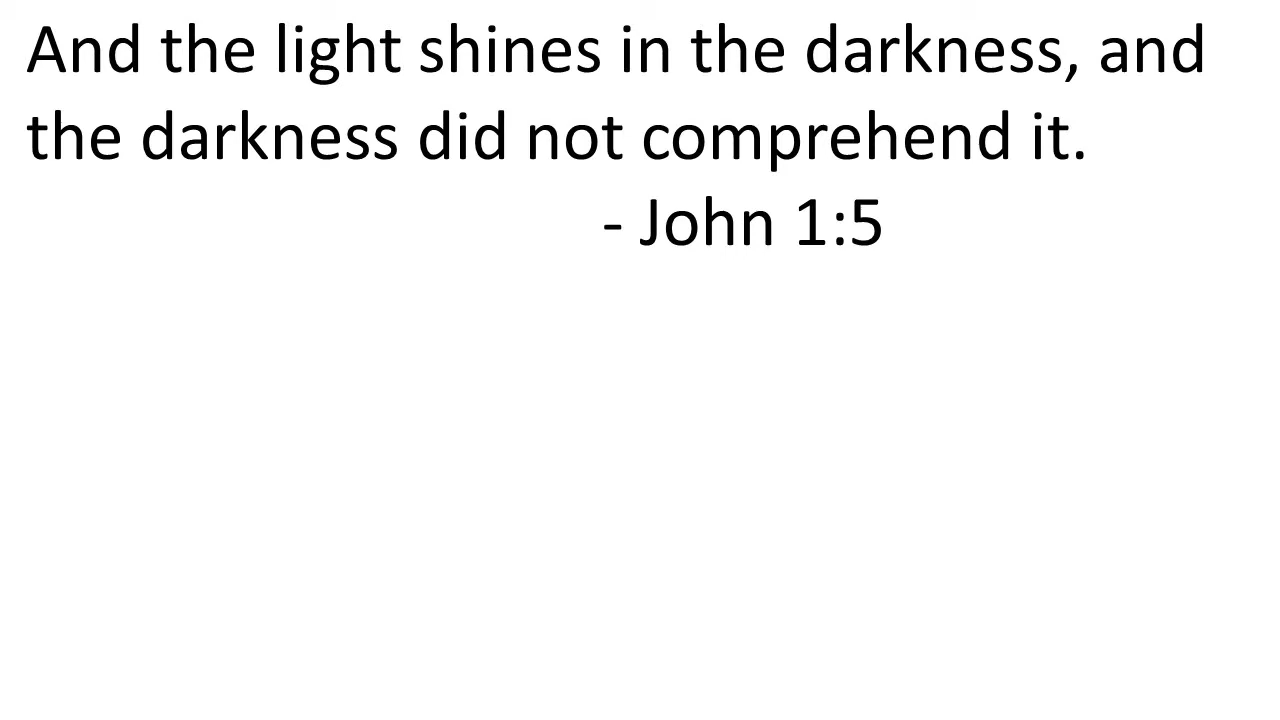 And the light shines in the darkness, and
the darkness did not comprehend it.
- John 1:5